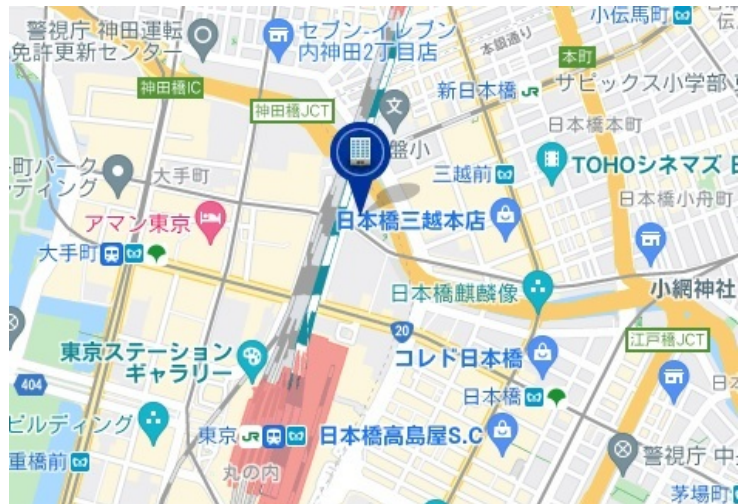 警視庁 神田運転
免許更新センター
セブン-イレブン
内神田2丁目店
小伝馬町
本銀通り
本町
神田橋IC
神田橋JCT
新日本橋 JR
サピックス小学部
日本橋本町
盤小
町パーク
ディング
大手町
三越前
TOHOシネマズ 日
日本橋小舟町
アマン東京
日本橋三越本店
大手町
日本橋麒麟像
小網神社
20
江戸橋JCT
東京ステーション
ギャラリー
コレド日本橋
404
日本橋
日本
ビルディング
東京 JR
日本橋高島屋S.C
重橋前
丸の内
警視庁 中央
茅場町